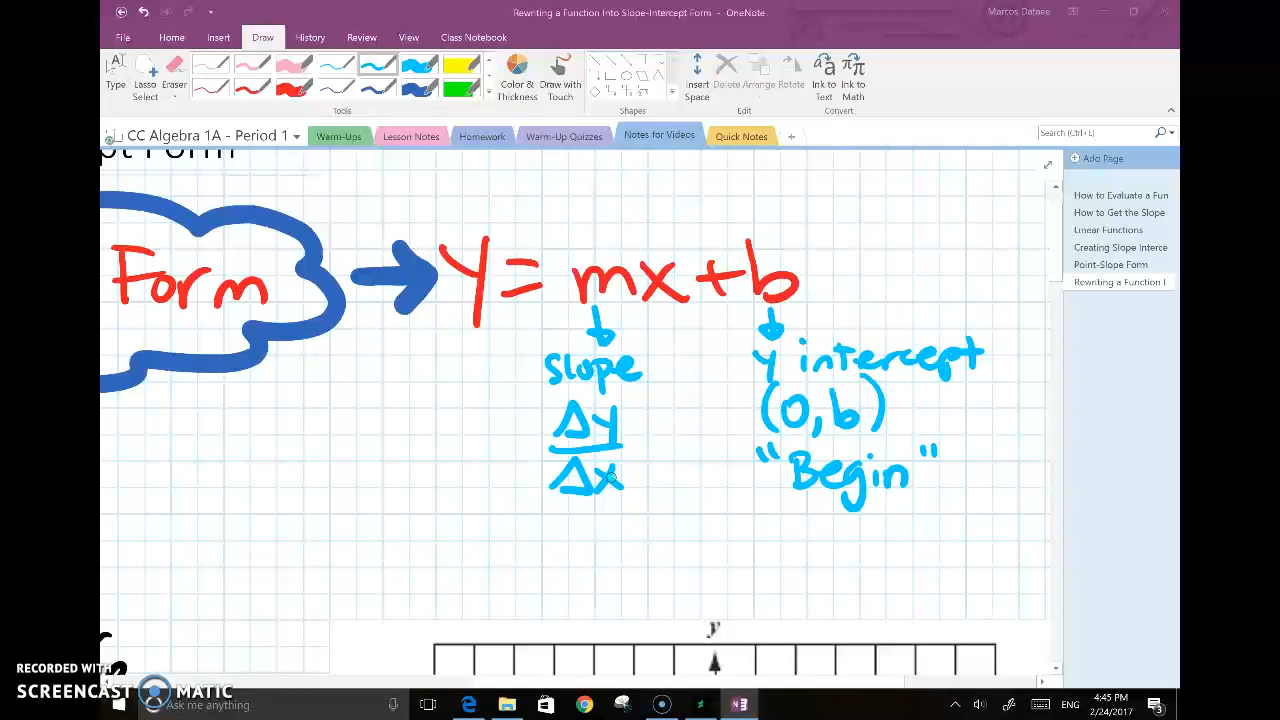 Rewriting a Function Into Slope-Intercept Form - OneNote
Marcos Dataee
File Home Insert Draw History Review View Class Notebook
Type
Lasso Select
Eraser
Color & Thickness
Draw with Touch
Insert Space
Delete
Arrange
Rotate
Ink to Text
Ink to Math
Tools
Shapes
Edit
Convert
CC Algebra 1A - Period 1
Warm-Ups
Lesson Notes
Homework
Warm-Up Quizzes
Notes for Videos
Quick Notes
Search (Ctrl+L)
Add Page
How to Evaluate a Fun
How to Get the Slope
Linear Functions
Creating Slope Interce
Point-Slope Form
Rewriting a Function I
pt Form
Form
y = mx + b
slope
Δy
Δx
y intercept
(0, b)
"Begin"
y
RECORDED WITH
SCREENCAST MATIC
Ask me anything
ENG
4:45 PM
2/24/2017
3